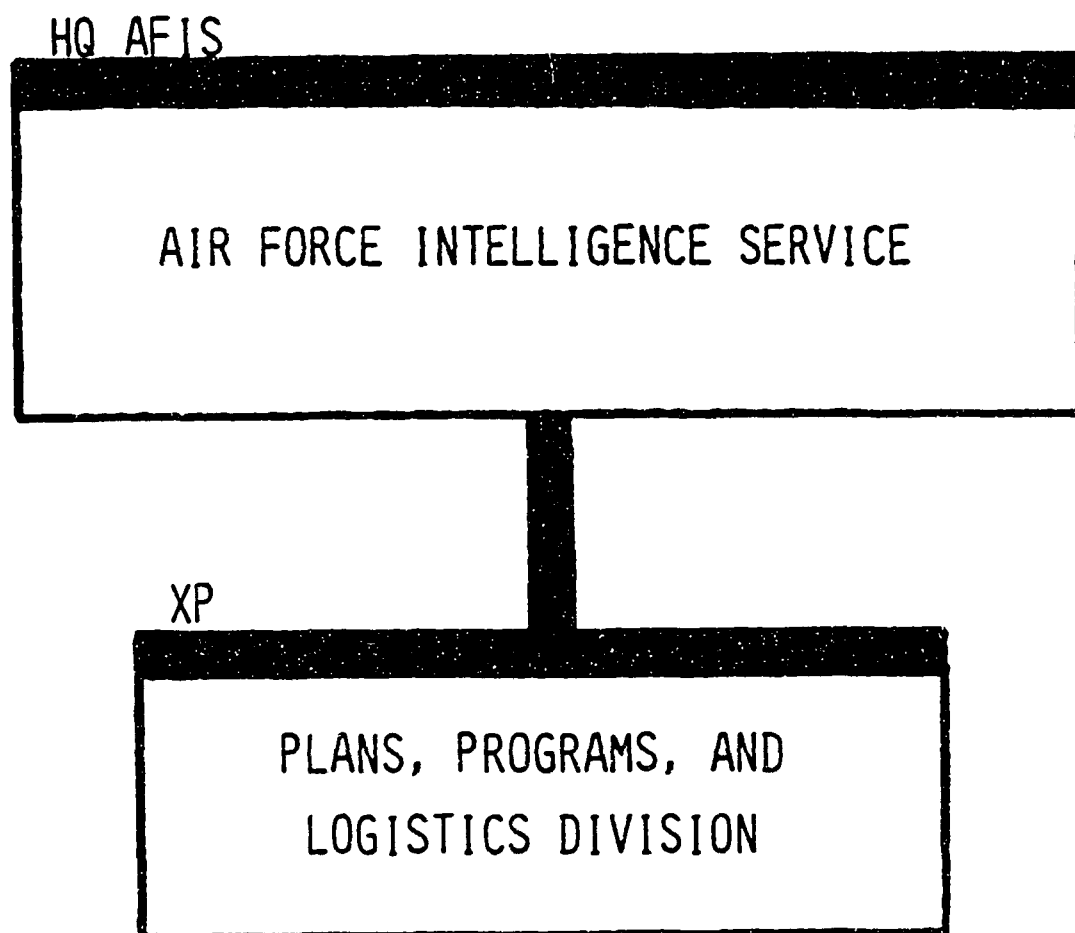 HQ AFIS
AIR FORCE INTELLIGENCE SERVICE
XP
PLANS, PROGRAMS, AND
LOGISTICS DIVISION